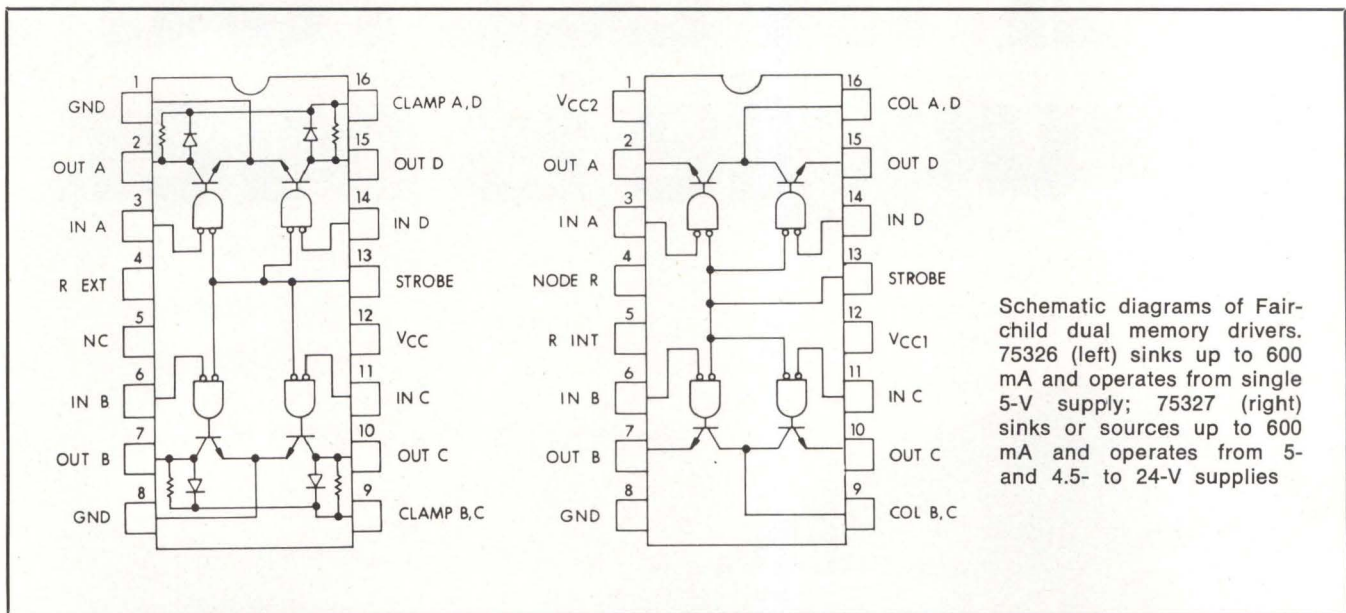 1
16
GND
CLAMP A,D
2
15
OUT A
OUT D
3
14
IN A
IN D
4
13
R EXT
STROBE
5
12
NC
VCC
6
11
IN B
IN C
7
10
OUT B
OUT C
8
9
GND
CLAMP B,C
1
16
VCC2
COL A,D
2
15
OUT A
OUT D
3
14
IN A
IN D
4
13
NODE R
STROBE
5
12
R INT
VCC1
6
11
IN B
IN C
7
10
OUT B
OUT C
8
9
GND
COL B,C
Schematic diagrams of Fair-
child dual memory drivers.
75326 (left) sinks up to 600
mA and operates from single
5-V supply; 75327 (right)
sinks or sources up to 600
mA and operates from 5-
and 4.5- to 24-V supplies